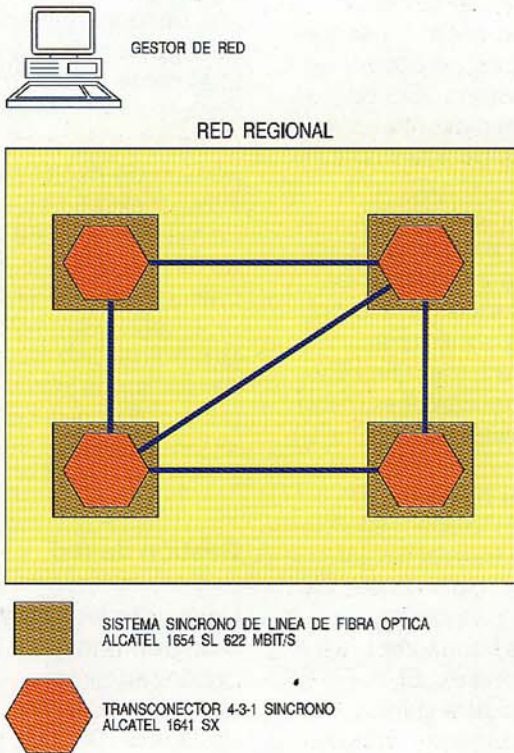 GESTOR DE RED
RED REGIONAL
SISTEMA SINCRONO DE LINEA DE FIBRA OPTICA
ALCATEL 1654 SL 622 MBIT/S
TRANSCONECTOR 4-3-1 SINCRONO
ALCATEL 1641 SX